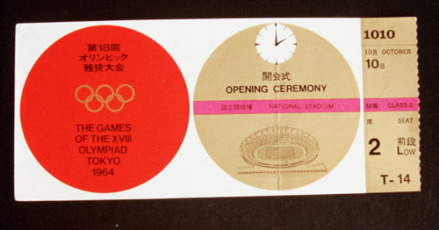 第18回
オリンピック
競技大会
THE GAMES
OF THE XVIII
OLYMPIAD
TOKYO
1964
開会式
OPENING CEREMONY
国立競技場 NATIONAL STADIUM
1010
10月 OCTOBER
10日
特等 CLASS-S
席 SEAT
2 前段
LOW
T-14